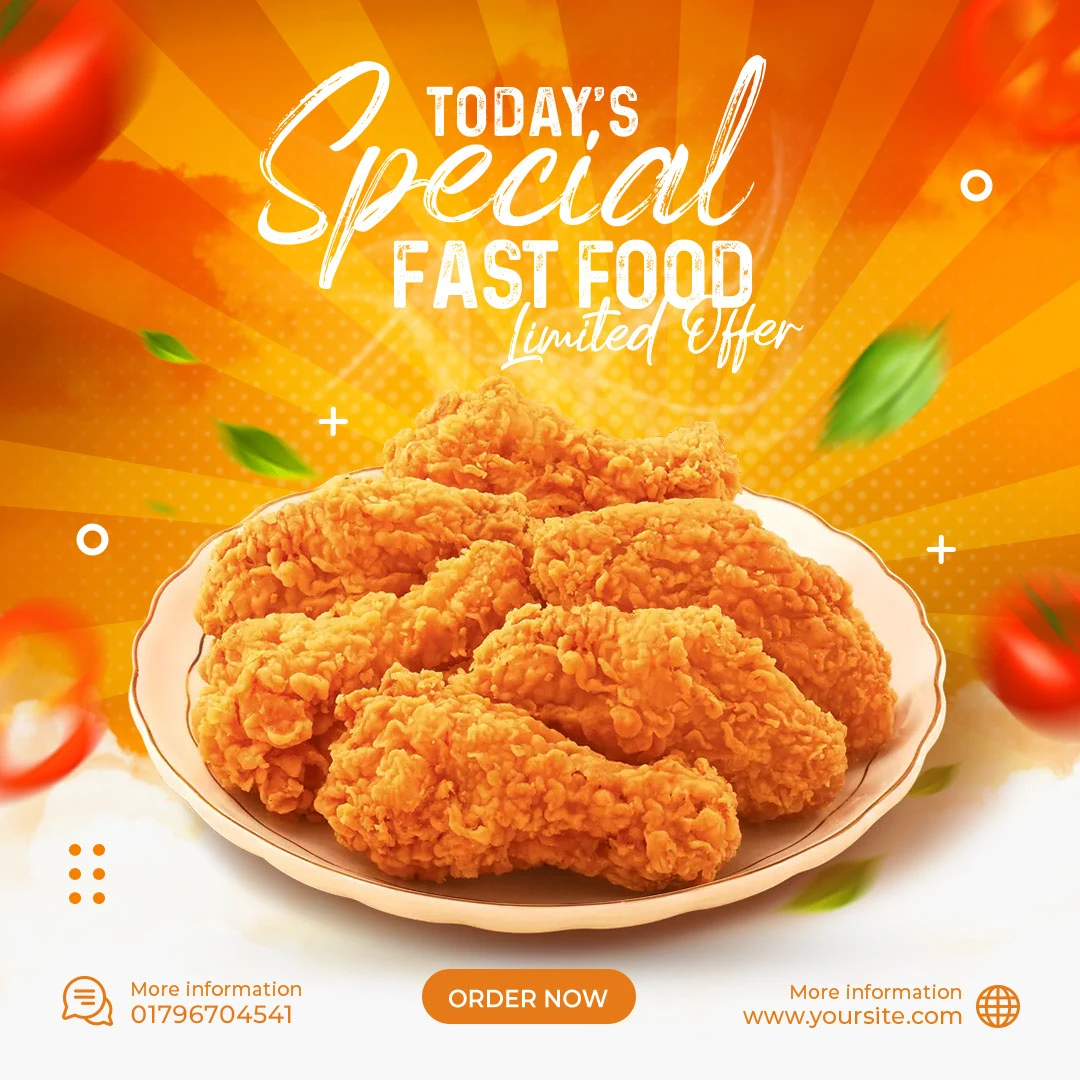 TODAY'S
Special
FAST FOOD
Limited Offer
More information
01796704541
ORDER NOW
More information
www.yoursite.com